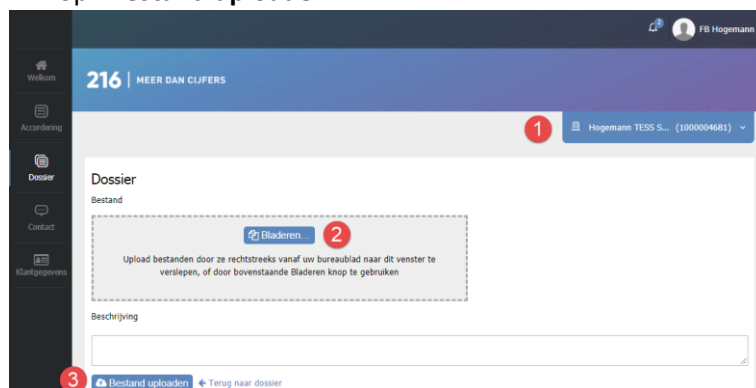 2
FB Hogemann
Welkom
216 | MEER DAN CIJFERS
Accordering
1
Hogemann TESS S... (1000004681)
Dossier
Dossier
Bestand
Contact
Bladeren...
2
Upload bestanden door ze rechtstreeks vanaf uw bureaublad naar dit venster te
verslepen, of door bovenstaande Bladeren knop te gebruiken
Klantgegevens
Beschrijving
3
Bestand uploaden
Terug naar dossier